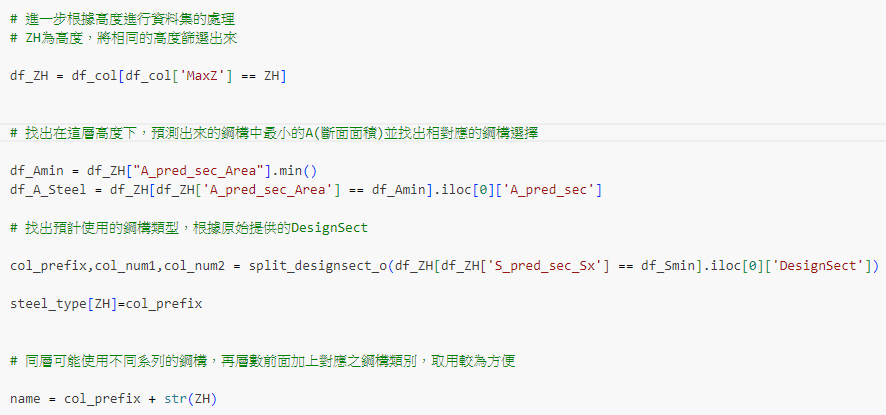 # 進一步根據高度進行資料集的處理
# ZH為高度，將相同的高度篩選出來
df_ZH = df_col[df_col['MaxZ'] == ZH]
# 找出在這層高度下，預測出來的鋼構中最小的A(斷面面積)並找出相對應的鋼構選擇
df_Amin = df_ZH["A_pred_sec_Area"].min()
df_A_Steel = df_ZH[df_ZH['A_pred_sec_Area'] == df_Amin].iloc[0]['A_pred_sec']
# 找出預計使用的鋼構類型，根據原始提供的DesignSect
col_prefix,col_num1,col_num2 = split_designsect_o(df_ZH[df_ZH['S_pred_sec_Sx'] == df_Smin].iloc[0]['DesignSect'])
steel_type[ZH]=col_prefix
# 同層可能使用不同系列的鋼構，再層數前面加上對應之鋼構類別，取用較為方便
name = col_prefix + str(ZH)